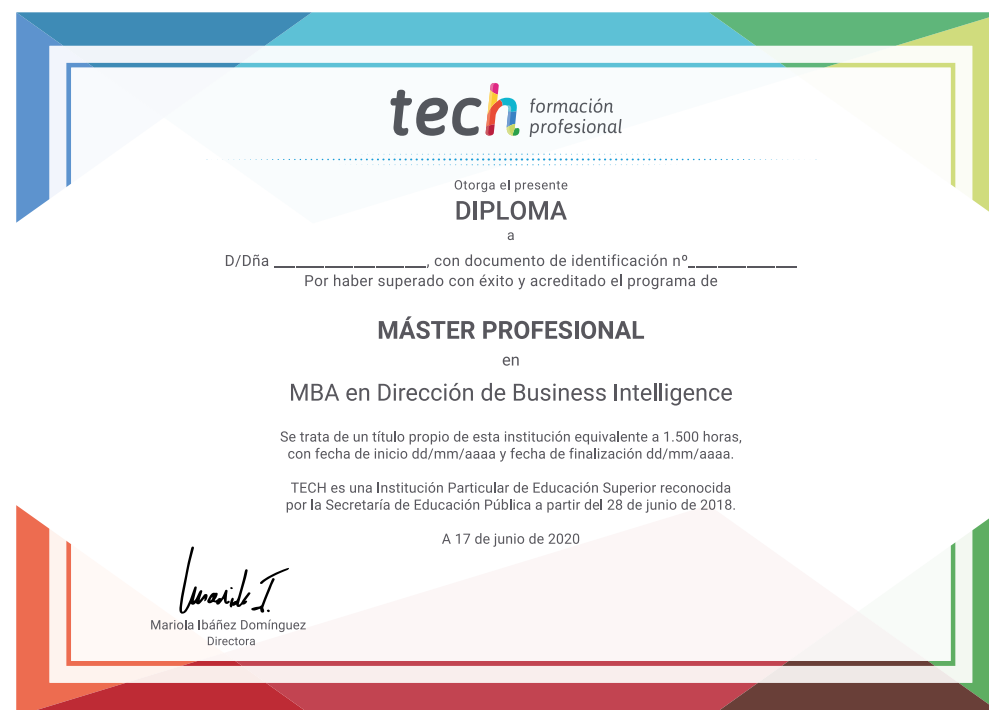 tech formación
profesional
Otorga el presente
DIPLOMA
a
D/Dña ______________, con documento de identificación nº__________
Por haber superado con éxito y acreditado el programa de
MÁSTER PROFESIONAL
en
MBA en Dirección de Business Intelligence
Se trata de un título propio de esta institución equivalente a 1.500 horas,
con fecha de inicio dd/mm/aaaa y fecha de finalización dd/mm/aaaa.
TECH es una Institución Particular de Educación Superior reconocida
por la Secretaría de Educación Pública a partir del 28 de junio de 2018.
A 17 de junio de 2020
Mariola I.
Mariola Ibáñez Domínguez
Directora